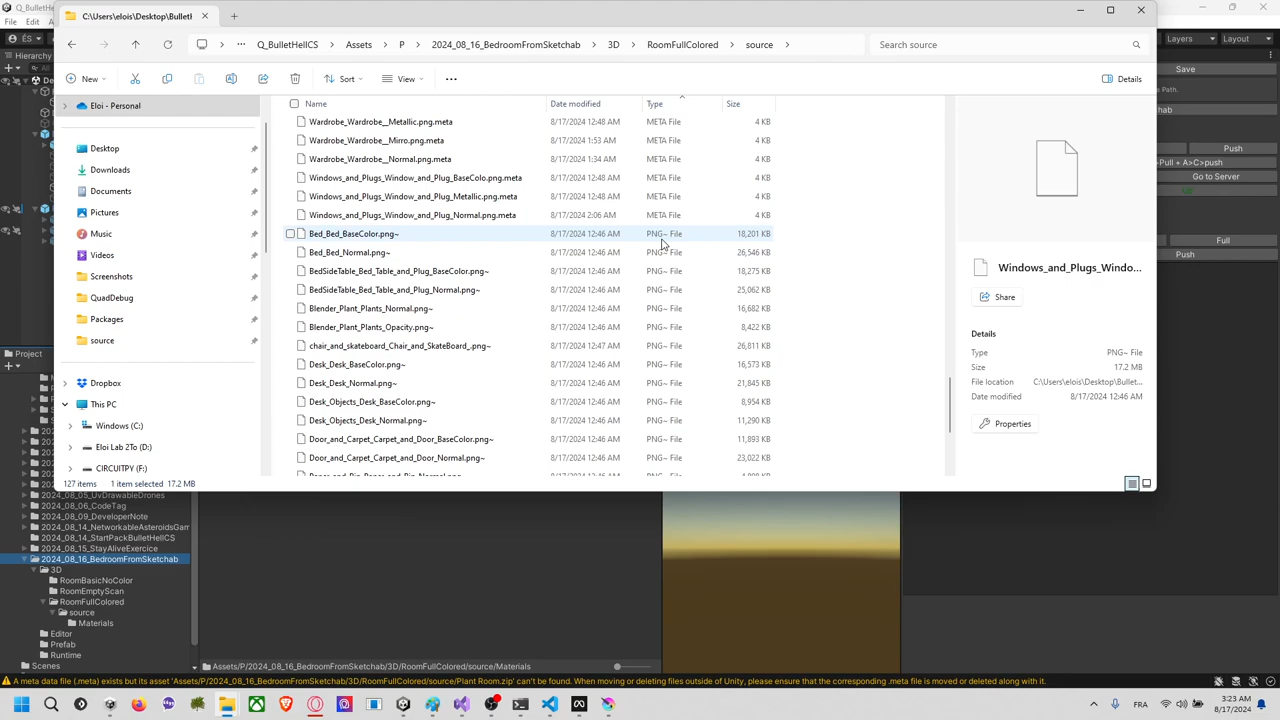 Q_BulletHellCS
C:\Users\elois\Desktop\Bulletl
File Edit
Layers Layout
Q_BulletHellCS > Assets > P > 2024_08_16_BedroomFromSketchab > 3D > RoomFullColored > source >
Search source
ES
Hierarchy
Save
New Sort View Details
Name Date modified Type Size
Eloi - Personal
Desktop
Downloads
Documents
Pictures
Music
Videos
Screenshots
QuadDebug
Packages
source
Dropbox
This PC
Windows (C:)
Eloi Lab 2To (D:)
CIRCUITPY (F:)
Wardrobe_Wardrobe__Metallic.png.meta 8/17/2024 12:48 AM META File 4 KB
Wardrobe_Wardrobe__Mirro.png.meta 8/17/2024 1:53 AM META File 4 KB
Wardrobe_Wardrobe__Normal.png.meta 8/17/2024 1:34 AM META File 4 KB
Windows_and_Plugs_Window_and_Plug_BaseColo.png.meta 8/17/2024 12:48 AM META File 4 KB
Windows_and_Plugs_Window_and_Plug_Metallic.png.meta 8/17/2024 12:48 AM META File 4 KB
Windows_and_Plugs_Window_and_Plug_Normal.png.meta 8/17/2024 2:06 AM META File 4 KB
Bed_Bed_BaseColor.png~ 8/17/2024 12:46 AM PNG~ File 18,201 KB
Bed_Bed_Normal.png~ 8/17/2024 12:46 AM PNG~ File 26,546 KB
BedSideTable_Bed_Table_and_Plug_BaseColor.png~ 8/17/2024 12:46 AM PNG~ File 18,275 KB
BedSideTable_Bed_Table_and_Plug_Normal.png~ 8/17/2024 12:46 AM PNG~ File 25,062 KB
Blender_Plant_Plants_Normal.png~ 8/17/2024 12:46 AM PNG~ File 16,682 KB
Blender_Plant_Plants_Opacity.png~ 8/17/2024 12:46 AM PNG~ File 8,422 KB
chair_and_skateboard_Chair_and_SkateBoard_.png~ 8/17/2024 12:47 AM PNG~ File 26,811 KB
Desk_Desk_BaseColor.png~ 8/17/2024 12:46 AM PNG~ File 16,573 KB
Desk_Desk_Normal.png~ 8/17/2024 12:46 AM PNG~ File 21,845 KB
Desk_Objects_Desk_BaseColor.png~ 8/17/2024 12:46 AM PNG~ File 8,954 KB
Desk_Objects_Desk_Normal.png~ 8/17/2024 12:46 AM PNG~ File 11,290 KB
Door_and_Carpet_Carpet_and_Door_BaseColor.png~ 8/17/2024 12:46 AM PNG~ File 11,893 KB
Door_and_Carpet_Carpet_and_Door_Normal.png~ 8/17/2024 12:46 AM PNG~ File 23,022 KB
127 items 1 item selected 17.2 MB
Windows_and_Plugs_Windo...
Share
Details
Type PNG~ File
Size 17.2 MB
File location C:\Users\elois\Desktop\Bullet...
Date modified 8/17/2024 12:46 AM
Properties
Push
Pull + A>C>push
Go to Server
Full
Push
Project
2024_08_05_UvDrawableDrones
2024_08_06_CodeTag
2024_08_09_DeveloperNote
2024_08_14_NetworkableAsteroidsGam
2024_08_14_StartPackBulletHellCS
2024_08_15_StayAliveExercice
2024_08_16_BedroomFromSketchab
3D
RoomBasicNoColor
RoomEmptyScan
RoomFullColored
source
Materials
Editor
Prefab
Runtime
Scenes
Assets/P/2024_08_16_BedroomFromSketchab/3D/RoomFullColored/source/Materials
A meta data file (.meta) exists but its asset 'Assets/P/2024_08_16_BedroomFromSketchab/3D/RoomFullColored/source/Plant Room.zip' can't be found. When moving or deleting files outside of Unity, please ensure that the corresponding .meta file is moved or deleted along with it.
FRA
3:23 AM
8/17/2024